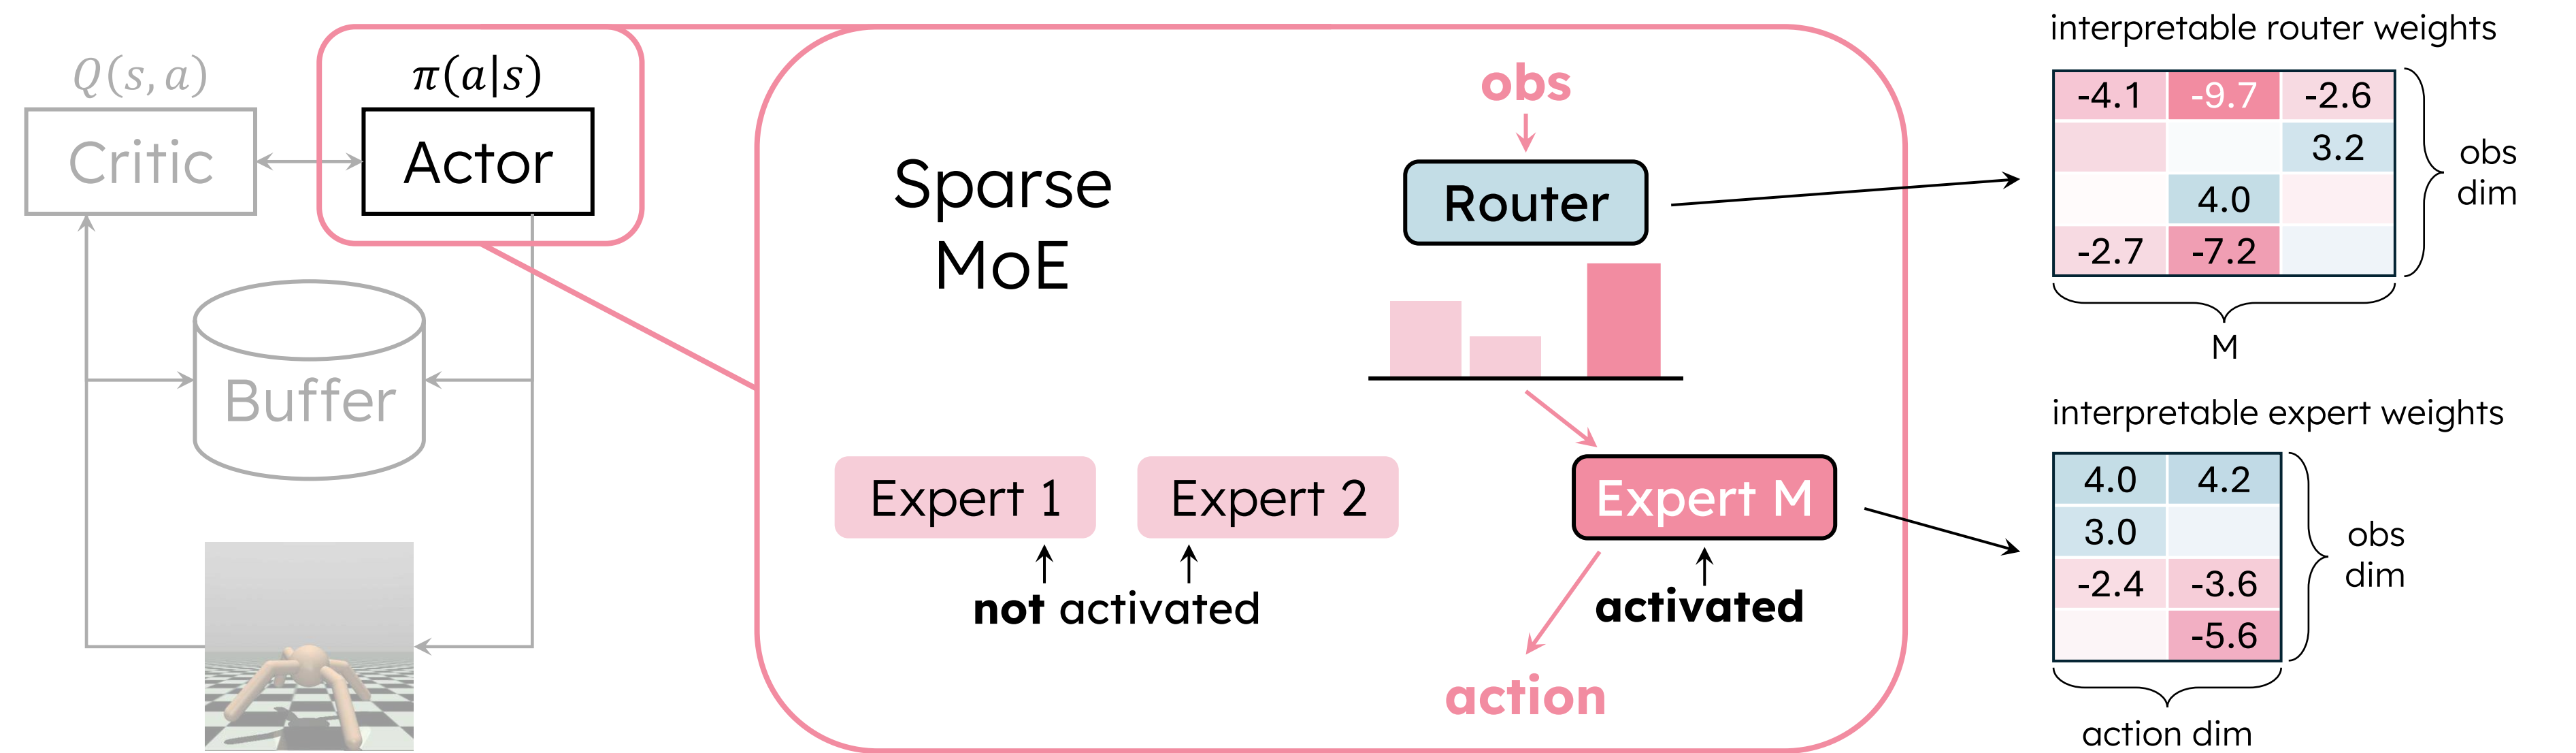 Q(s,a)
Critic
π(a|s)
Actor
Buffer
Sparse
MoE
obs
Router
Expert 1
Expert 2
Expert M
not activated
activated
action
interpretable router weights
-4.1 -9.7 -2.6
3.2
4.0
-2.7 -7.2
obs
dim
M
interpretable expert weights
4.0 4.2
3.0
-2.4 -3.6
-5.6
obs
dim
action dim